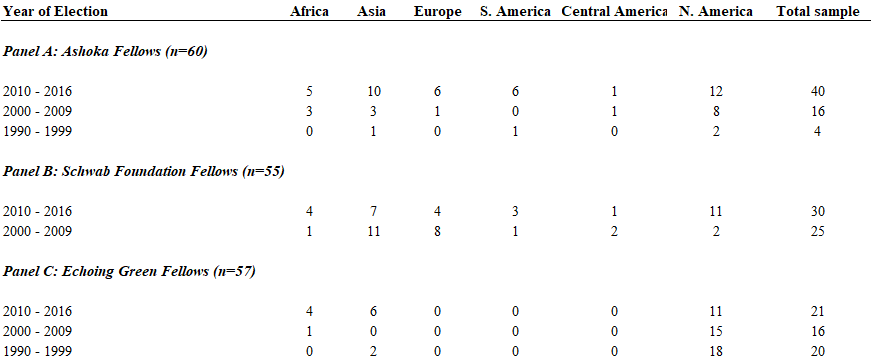 Year of Election Africa Asia Europe S. America Central America N. America Total sample
Panel A: Ashoka Fellows (n=60)
2010 - 2016 5 10 6 6 1 12 40
2000 - 2009 3 3 1 0 1 8 16
1990 - 1999 0 1 0 1 0 2 4
Panel B: Schwab Foundation Fellows (n=55)
2010 - 2016 4 7 4 3 1 11 30
2000 - 2009 1 11 8 1 2 2 25
Panel C: Echoing Green Fellows (n=57)
2010 - 2016 4 6 0 0 0 11 21
2000 - 2009 1 0 0 0 0 15 16
1990 - 1999 0 2 0 0 0 18 20